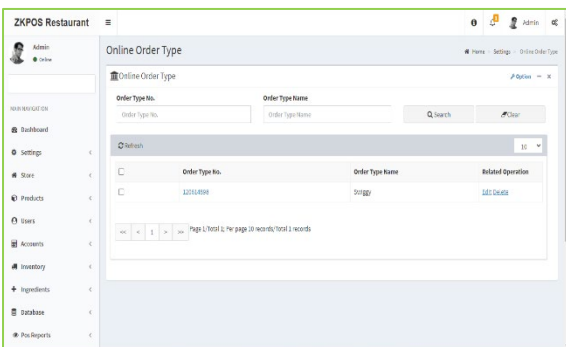 ZKPOS Restaurant
Admin
Admin
Online
Online Order Type
Home > Settings > Online Order Type
Online Order Type
Option
Order Type No.
Order Type Name
Order Type No.
Order Type Name
Search
Clear
MAIN NAVIGATION
Dashboard
Settings
Store
Products
Users
Accounts
Inventory
Ingredients
Database
Pos Reports
Refresh
10
Order Type No.
Order Type Name
Related Operation
Swiggy
Edit Delete
<< < 1 > >> Page 1/Total 1; Per page 10 records/Total 1 records